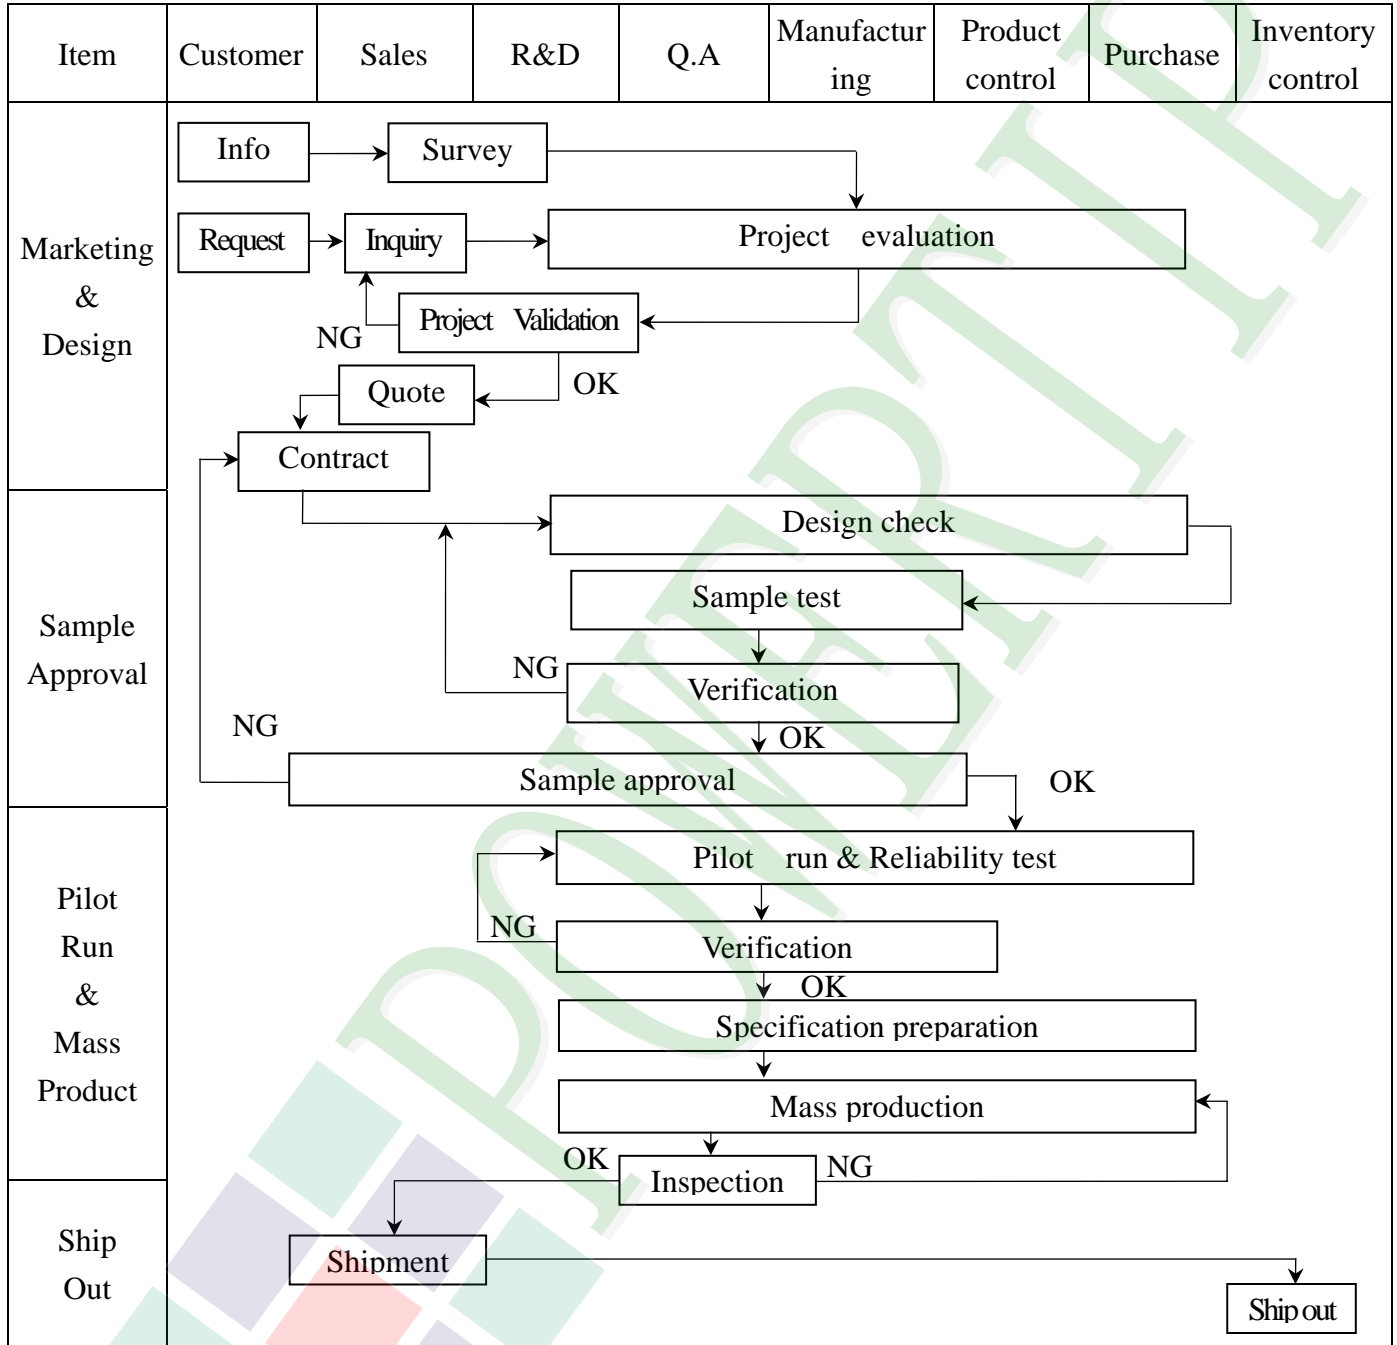 Item
Customer
Sales
R&D
Q.A
Manufactur
ing
Product
control
Purchase
Inventory
control
Marketing
&
Design
Info
Survey
Request
Inquiry
Project evaluation
NG
Project Validation
Quote
OK
Contract
Sample
Approval
Design check
Sample test
NG
Verification
NG
OK
Sample approval
OK
Pilot
Run
&
Mass
Product
Pilot run & Reliability test
NG
Verification
OK
Specification preparation
Mass production
OK
Inspection
NG
Ship
Out
Shipment
Ship out
POWERTIP